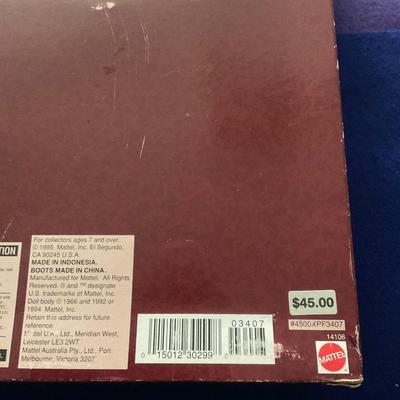 TION
For collectors ages 7 and over.
© 1995 Mattel, Inc. El Segundo,
CA 90245 U.S.A.
MADE IN INDONESIA.
BOOTS MADE IN CHINA.
Manufactured for Mattel. All Rights
Reserved. ® and ™ designate
U.S. trademarks of Mattel, Inc.
Doll body © 1966 and 1992 or
1994 Mattel, Inc.
Retain this address for future
reference.
Mattel U.K., Ltd., Meridian West,
Leicester LE3 2WT
Mattel Australia Pty., Ltd., Port
Melbourne, Victoria 3207
03407
0 15012 30299
$45.00
#4500XPF3407
14106
MATTEL